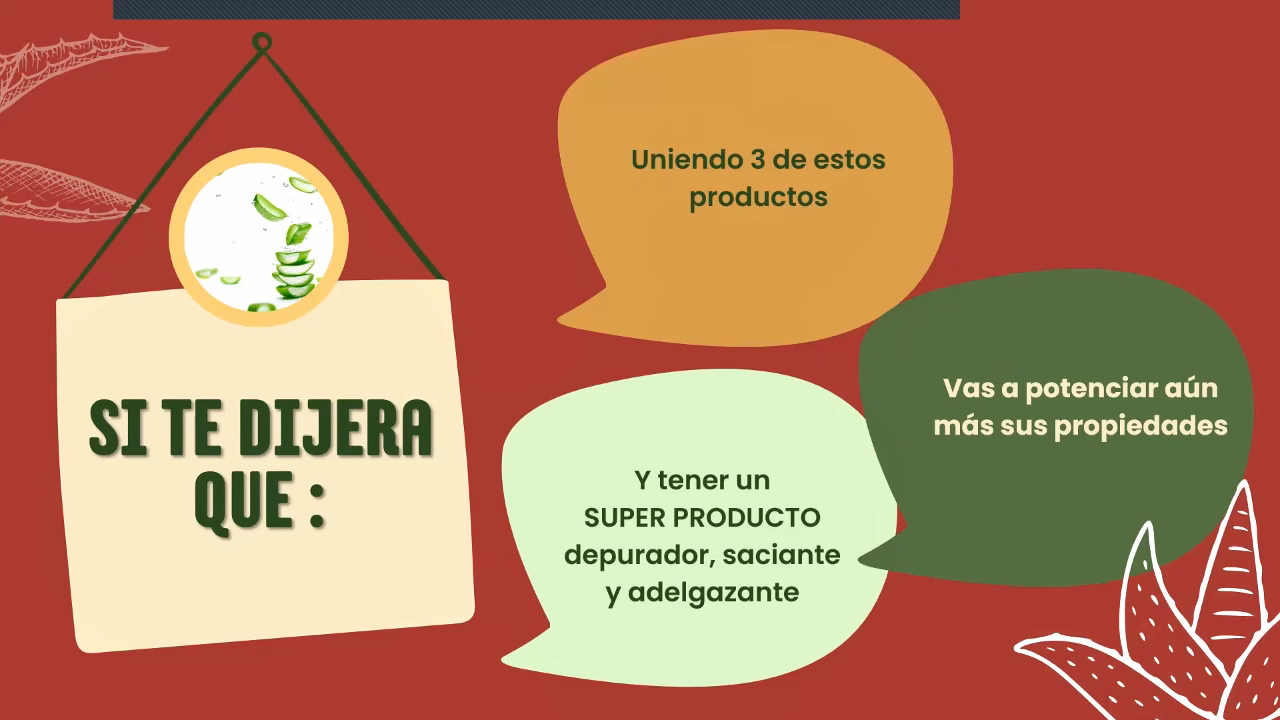 SI TE DIJERA
QUE :
Uniendo 3 de estos
productos
Vas a potenciar aún
más sus propiedades
Y tener un
SUPER PRODUCTO
depurador, saciante
y adelgazante